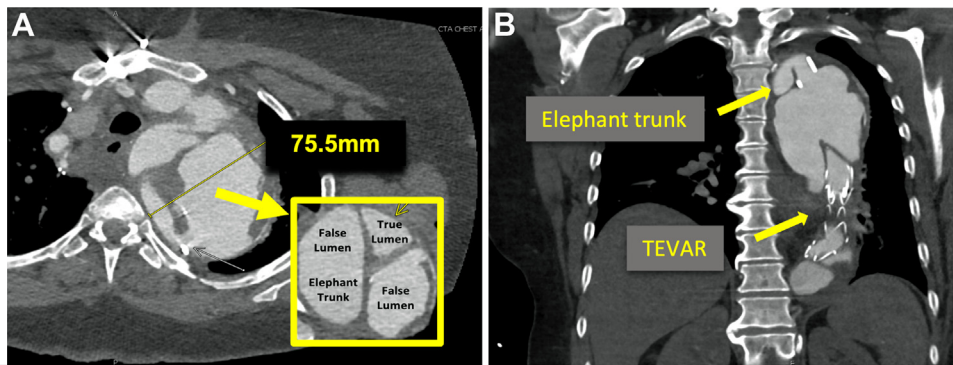 A
CTA CHEST A
75.5mm
False
Lumen
True
Lumen
Elephant
Trunk
False
Lumen
B
Elephant trunk
TEVAR